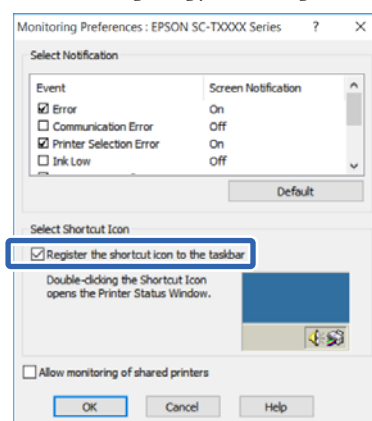 Monitoring Preferences : EPSON SC-TXXXX Series ? ×
Select Notification
Event Screen Notification
Error On
Communication Error Off
Printer Selection Error On
Ink Low Off
Default
Select Shortcut Icon
Register the shortcut icon to the taskbar
Double-clicking the Shortcut Icon
opens the Printer Status Window.
Allow monitoring of shared printers
OK Cancel Help